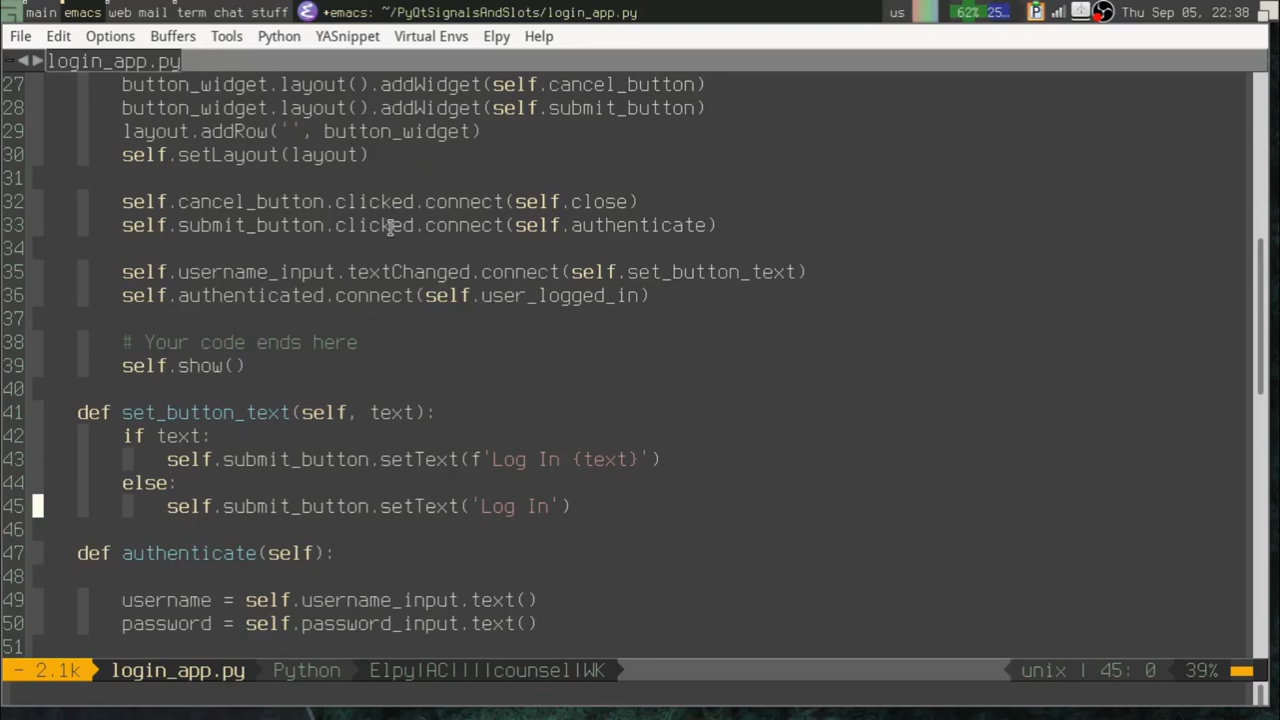 main emacs web mail term chat stuff +emacs: ~/PyQtSignalsAndSlots/login_app.py us 62% 25... Thu Sep 05, 22:38
File Edit Options Buffers Tools Python YASnippet Virtual Envs Elpy Help
login_app.py
27 button_widget.layout().addWidget(self.cancel_button)
28 button_widget.layout().addWidget(self.submit_button)
29 layout.addRow('', button_widget)
30 self.setLayout(layout)
31
32 self.cancel_button.clicked.connect(self.close)
33 self.submit_button.clicked.connect(self.authenticate)
34
35 self.username_input.textChanged.connect(self.set_button_text)
36 self.authenticated.connect(self.user_logged_in)
37
38 # Your code ends here
39 self.show()
40
41 def set_button_text(self, text):
42 if text:
43 self.submit_button.setText(f'Log In {text}')
44 else:
45 self.submit_button.setText('Log In')
46
47 def authenticate(self):
48
49 username = self.username_input.text()
50 password = self.password_input.text()
51
- 2.1k login_app.py Python Elpy|AC||||counsel|WK unix | 45: 0 39%